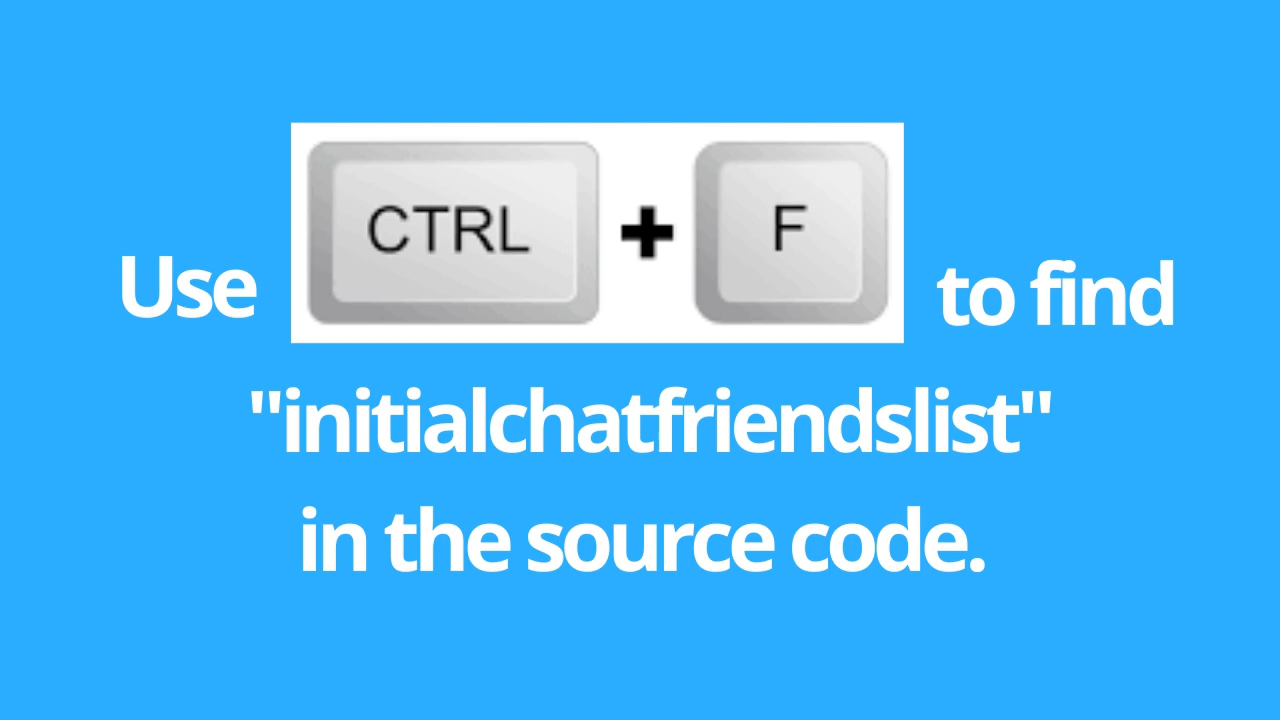 Use CTRL + F to find
"initialchatfriendslist"
in the source code.